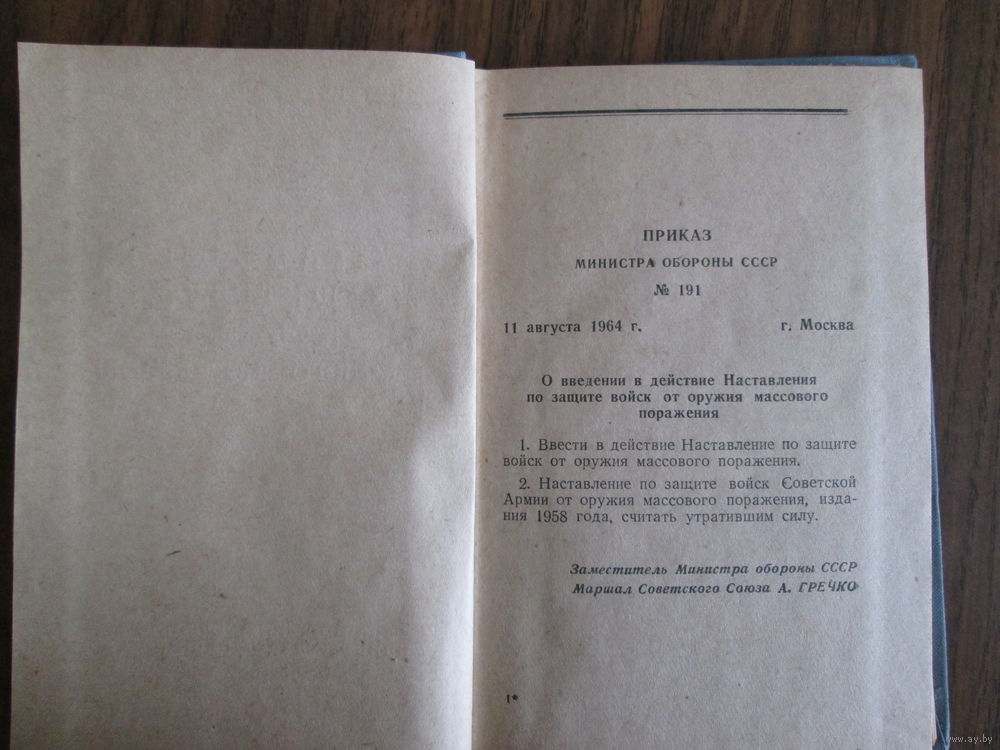 ПРИКАЗ
МИНИСТРА ОБОРОНЫ СССР
№ 191
11 августа 1964 г. г. Москва
О введении в действие Наставления
по защите войск от оружия массового
поражения
1. Ввести в действие Наставление по защите
войск от оружия массового поражения.
2. Наставление по защите войск Советской
Армии от оружия массового поражения, изда-
ния 1958 года, считать утратившим силу.
Заместитель Министра обороны СССР
Маршал Советского Союза А. ГРЕЧКО
1*
www.ay.by